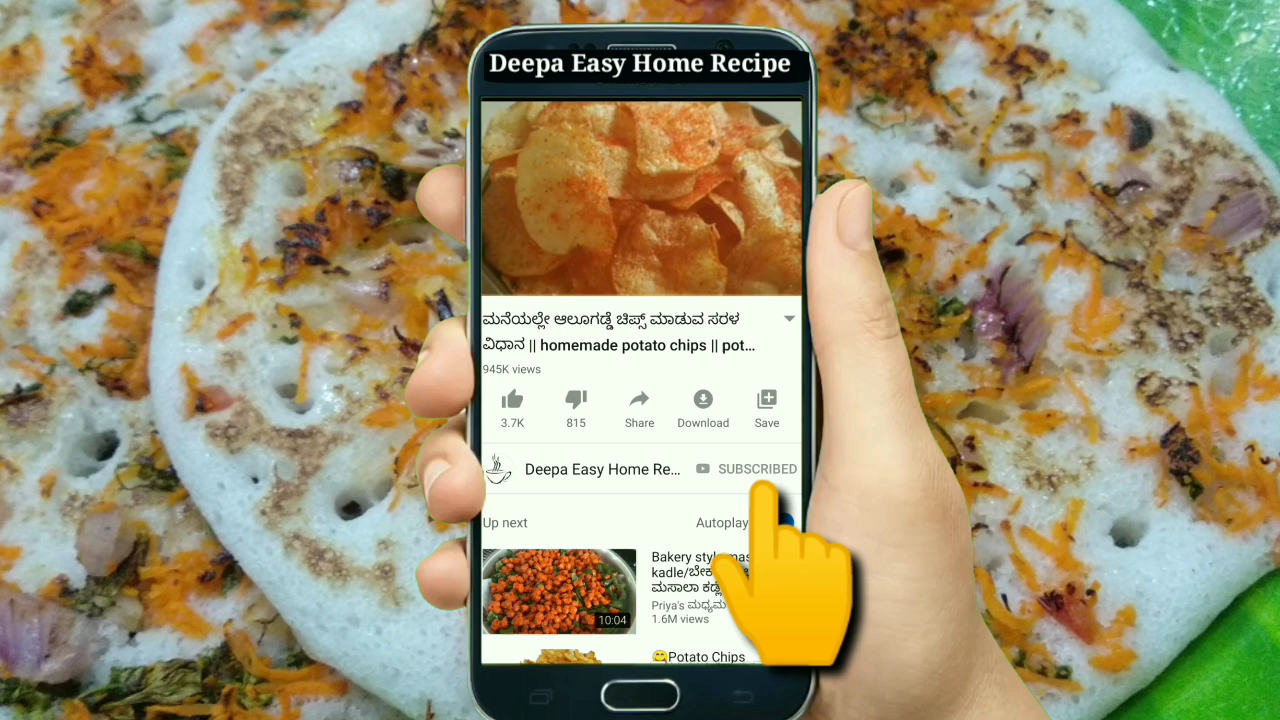 Deepa Easy Home Recipe
ಮನೆಯಲ್ಲೇ ಆಲೂಗಡ್ಡೆ ಚಿಪ್ಸ್ ಮಾಡುವ ಸರಳ
ವಿಧಾನ || homemade potato chips || pot...
945K views
3.7K
815
Share
Download
Save
Deepa Easy Home Re...
SUBSCRIBED
Up next
Autoplay
Bakery
kadle/
ಮಸಾಲಾ
Priya's
1.6M views
10:04
😋Potato Chips